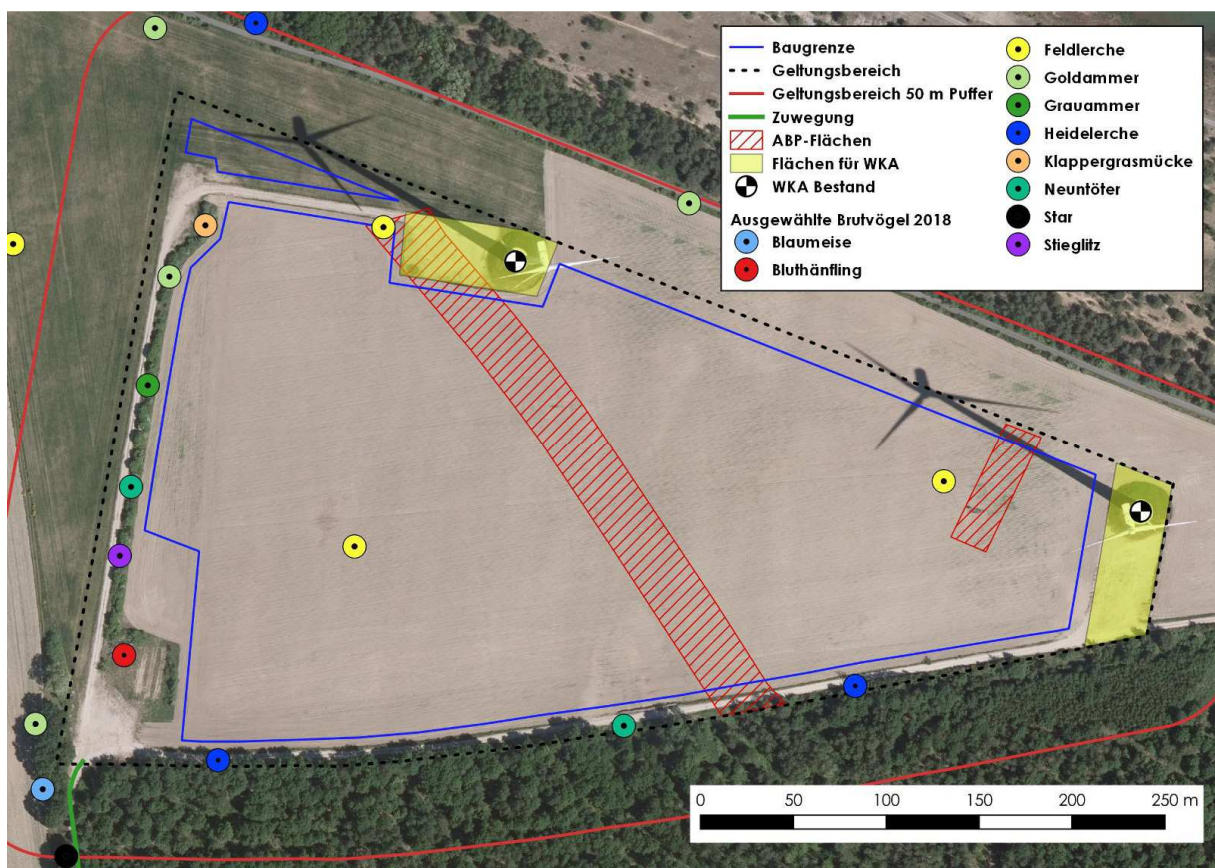 Baugrenze
Geltungsbereich
Geltungsbereich 50 m Puffer
Zuwegung
ABP-Flächen
Flächen für WKA
WKA Bestand
Ausgewählte Brutvögel 2018
Blaumeise
Bluthänfling
Feldlerche
Goldammer
Grauammer
Heidelerche
Klappergrasmücke
Neuntöter
Star
Stieglitz
0 50 100 150 200 250 m